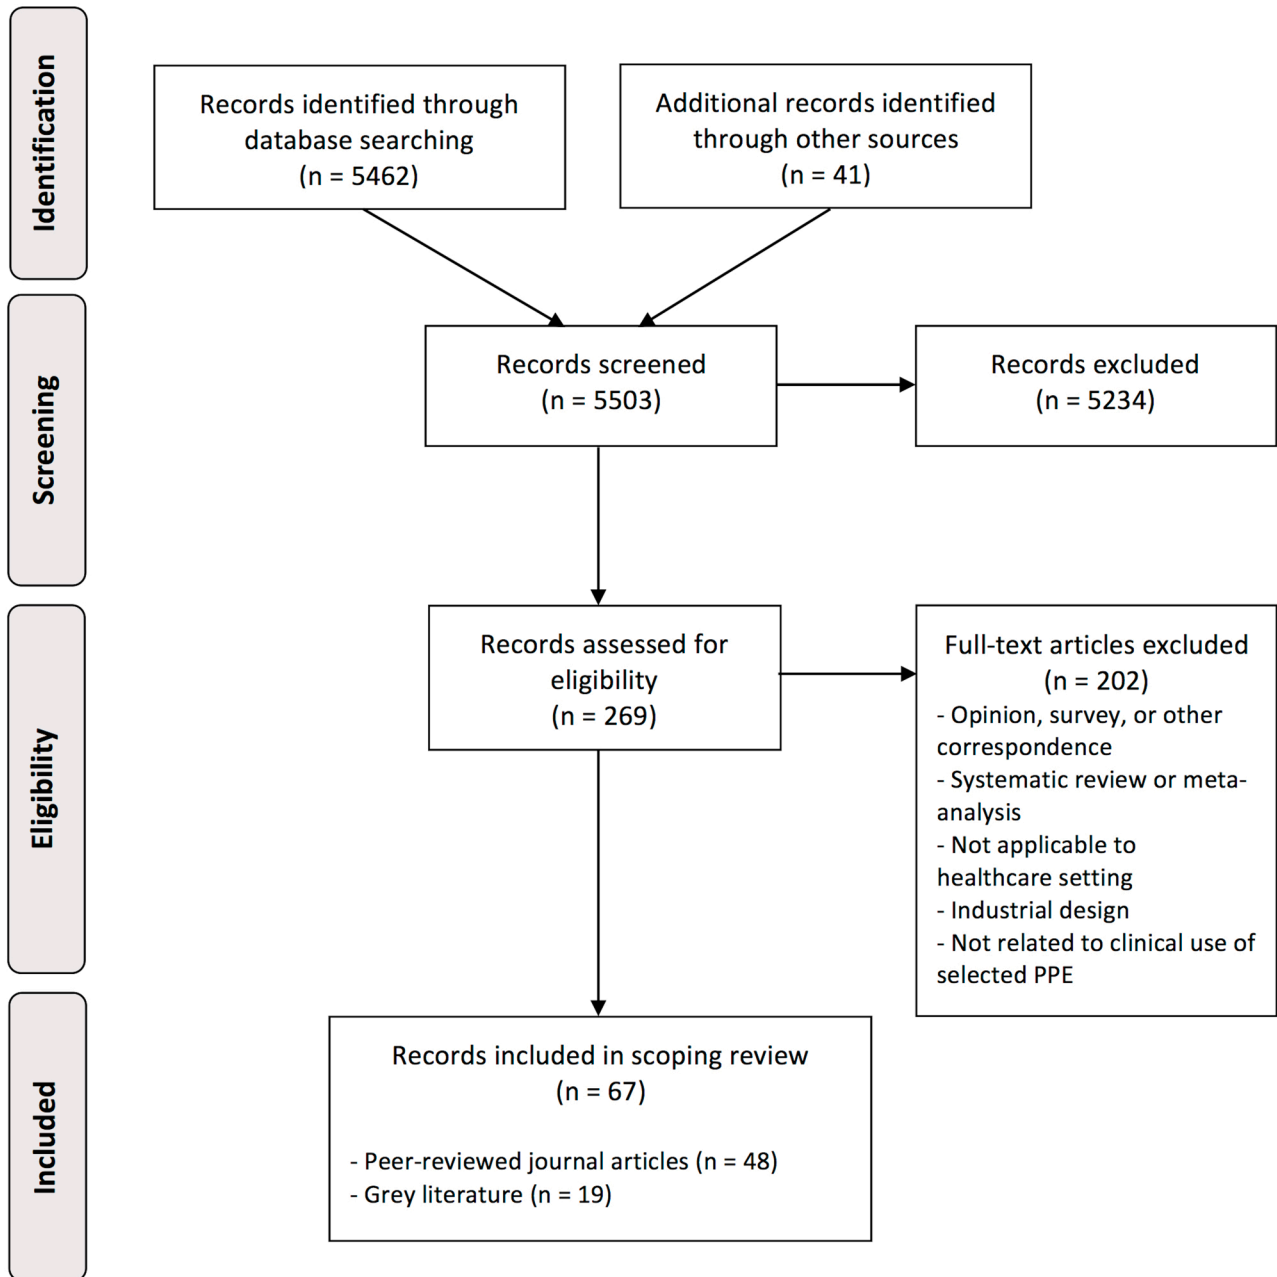 Identification
Records identified through
database searching
(n = 5462)
Additional records identified
through other sources
(n = 41)
Screening
Records screened
(n = 5503)
Records excluded
(n = 5234)
Eligibility
Records assessed for
eligibility
(n = 269)
Full-text articles excluded
(n = 202)
- Opinion, survey, or other
correspondence
- Systematic review or meta-
analysis
- Not applicable to
healthcare setting
- Industrial design
- Not related to clinical use of
selected PPE
Included
Records included in scoping review
(n = 67)
- Peer-reviewed journal articles (n = 48)
- Grey literature (n = 19)